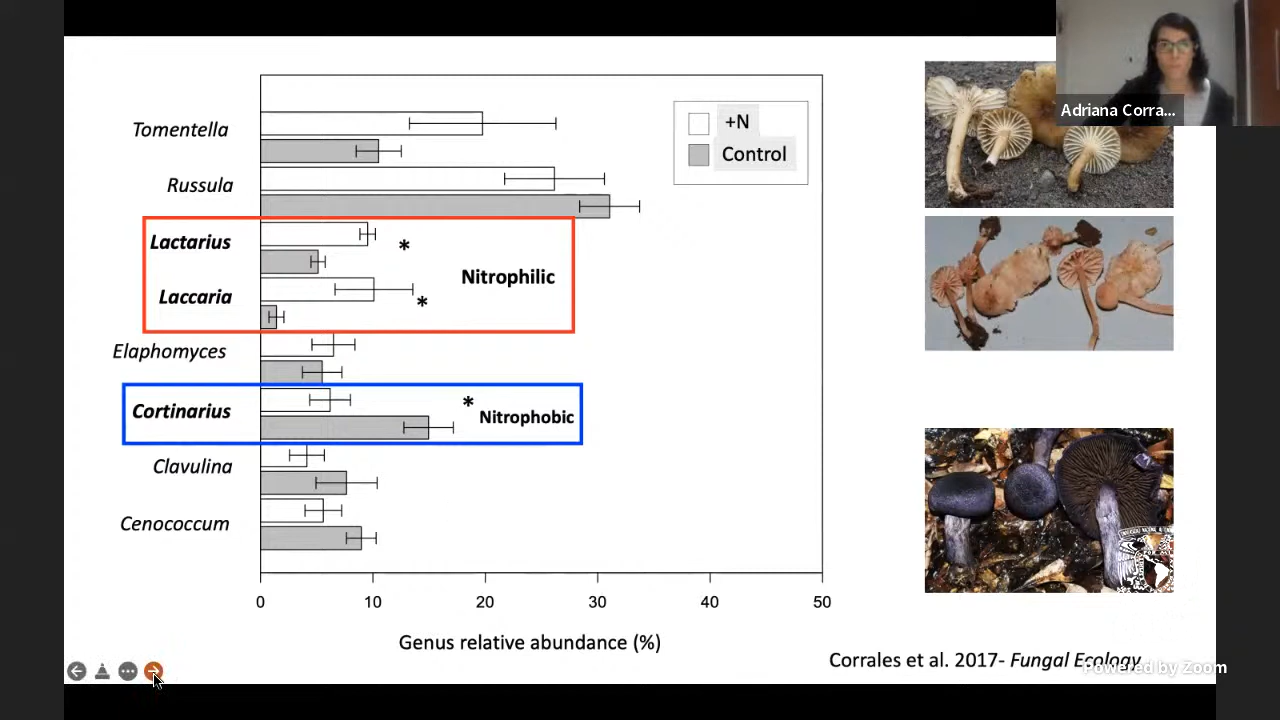 Adriana Corra...
+N
Control
Tomentella
Russula
Lactarius
*
Laccaria
*
Nitrophilic
Elaphomyces
Cortinarius
*
Nitrophobic
Clavulina
Cenococcum
0 10 20 30 40 50
Genus relative abundance (%)
Corrales et al. 2017- Fungal Ecology
Powered by Zoom